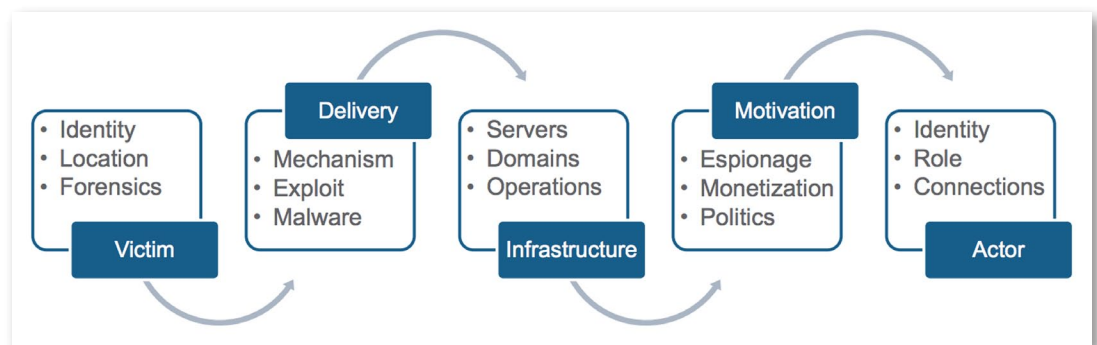 • Identity
• Location
• Forensics
Victim
Delivery
• Mechanism
• Exploit
• Malware
• Servers
• Domains
• Operations
Infrastructure
Motivation
• Espionage
• Monetization
• Politics
• Identity
• Role
• Connections
Actor